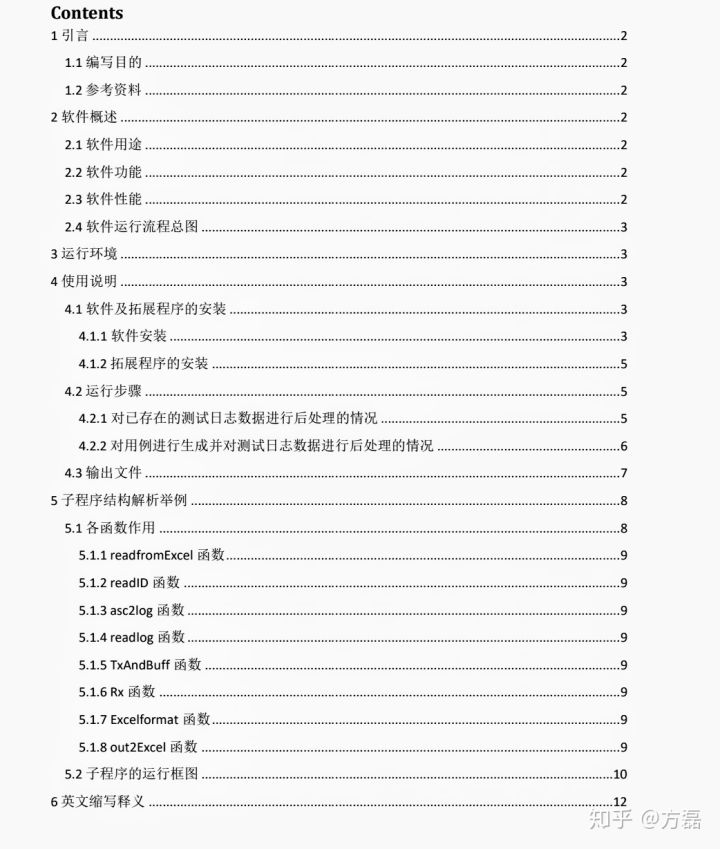 Contents
1 引言 ........ 2
1.1 编写目的 ........ 2
1.2 参考资料 ........ 2
2 软件概述 ........ 2
2.1 软件用途 ........ 2
2.2 软件功能 ........ 2
2.3 软件性能 ........ 2
2.4 软件运行流程总图 ........ 3
3 运行环境 ........ 3
4 使用说明 ........ 3
4.1 软件及拓展程序的安装 ........ 3
4.1.1 软件安装 ........ 3
4.1.2 拓展程序的安装 ........ 5
4.2 运行步骤 ........ 5
4.2.1 对已存在的测试日志数据进行后处理的情况 ........ 5
4.2.2 对用例进行生成并对测试日志数据进行后处理的情况 ........ 6
4.3 输出文件 ........ 7
5 子程序结构解析举例 ........ 8
5.1 各函数作用 ........ 8
5.1.1 readfromExcel 函数 ........ 9
5.1.2 readID 函数 ........ 9
5.1.3 asc2log 函数 ........ 9
5.1.4 readlog 函数 ........ 9
5.1.5 TxAndBuff 函数 ........ 9
5.1.6 Rx 函数 ........ 9
5.1.7 Excelformat 函数 ........ 9
5.1.8 out2Excel 函数 ........ 9
5.2 子程序的运行框图 ........ 10
6 英文缩写释义 ........ 12
知乎 @方磊